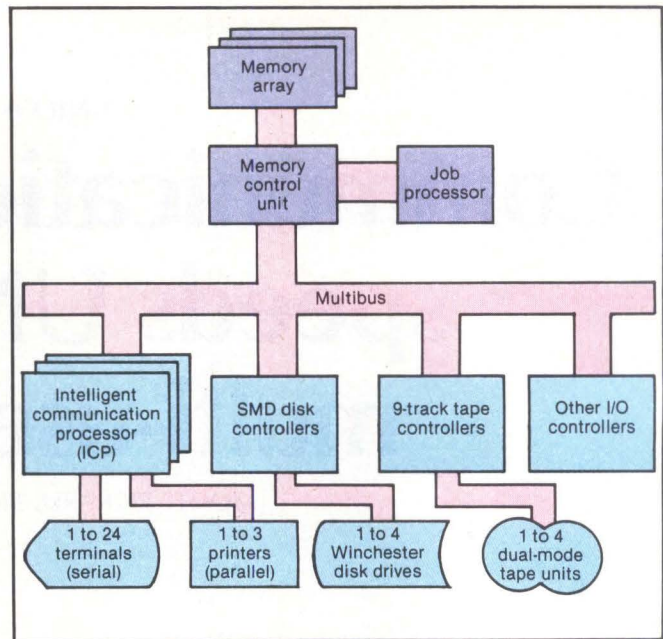 Memory
array
Memory
control
unit
Job
processor
Multibus
Intelligent
communication
processor
(ICP)
SMD disk
controllers
9-track tape
controllers
Other I/O
controllers
1 to 24
terminals
(serial)
1 to 3
printers
(parallel)
1 to 4
Winchester
disk drives
1 to 4
dual-mode
tape units